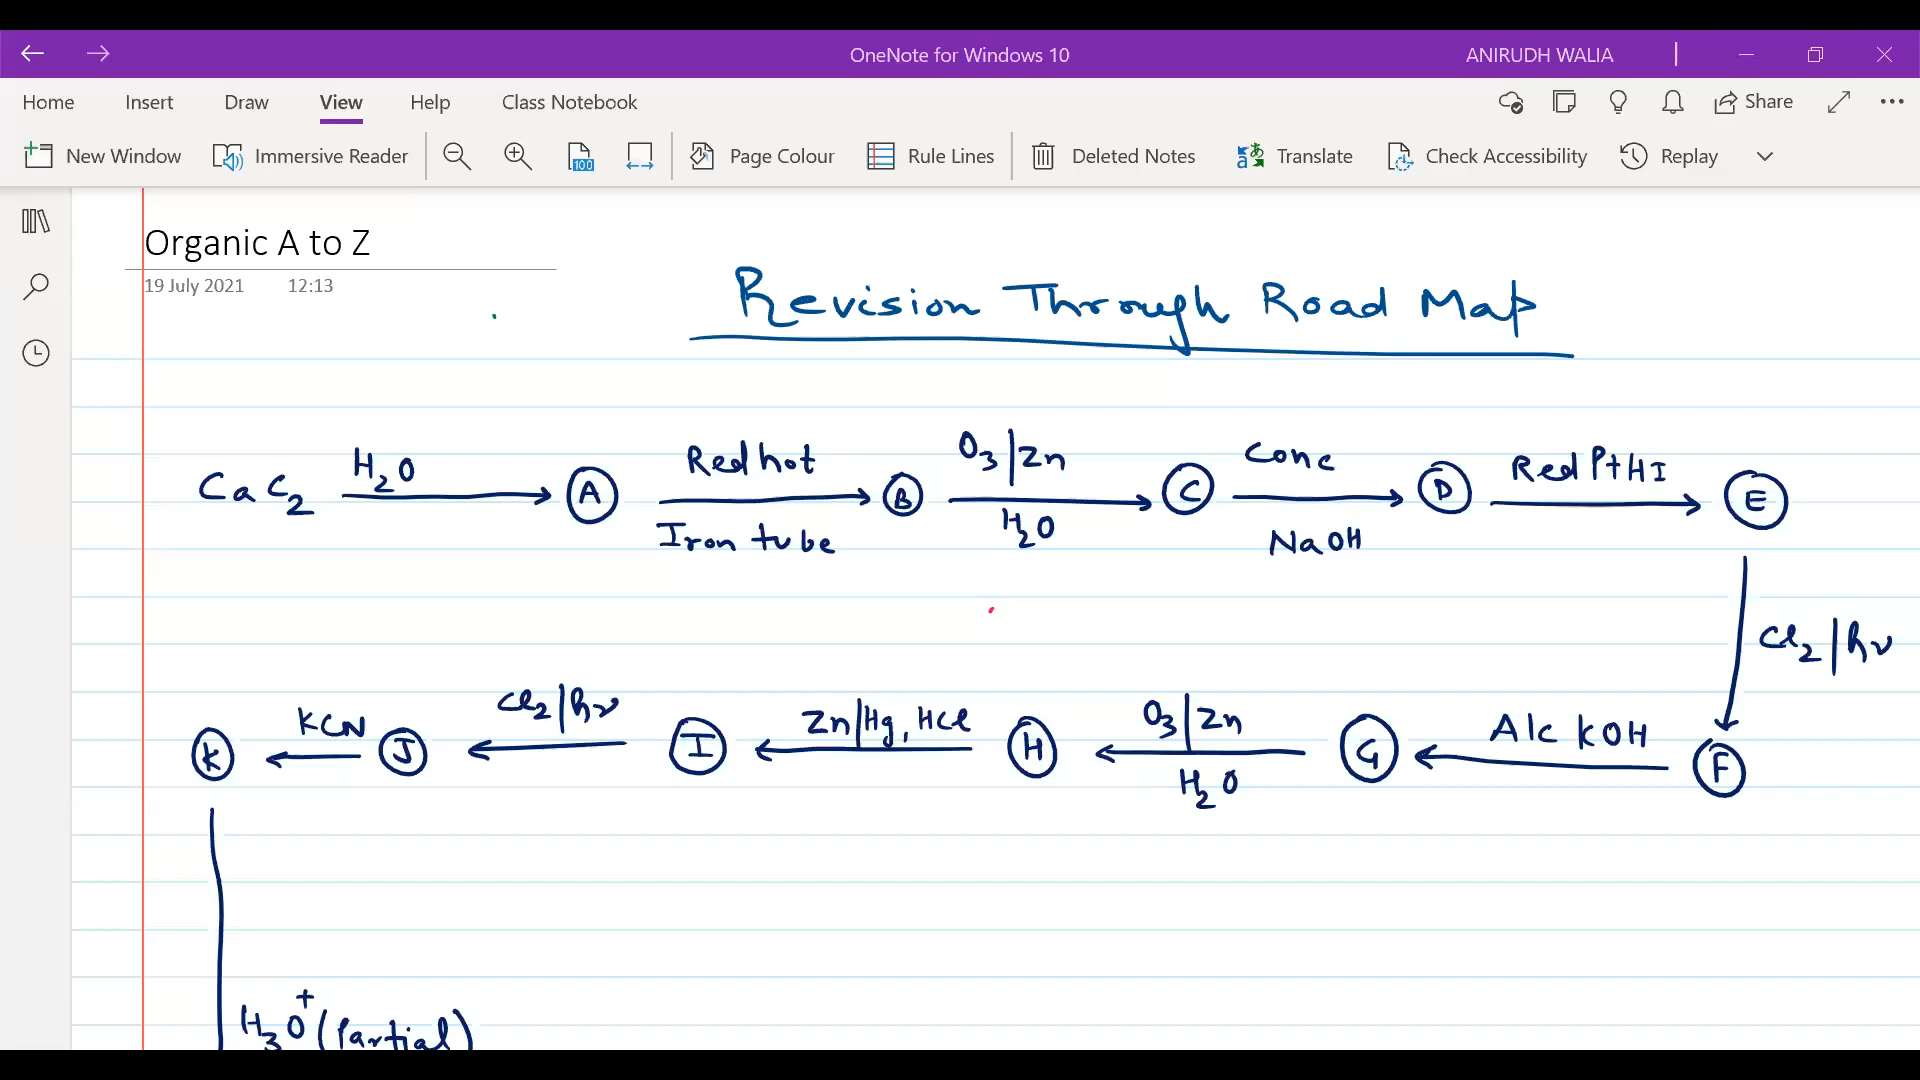 OneNote for Windows 10 ANIRUDH WALIA
Home Insert Draw View Help Class Notebook Share
New Window Immersive Reader 100 Page Colour Rule Lines Deleted Notes Translate Check Accessibility Replay
Organic A to Z
19 July 2021 12:13
Revision Through Road Map
CaC2 H2O A Red hot Iron tube B O3/Zn H2O C Conc NaOH D Red P+HI E
Cl2/hν
K KCN J Cl2/hν I Zn/Hg, HCl H O3/Zn H2O G Alc KOH F
H3O+ (Partial)